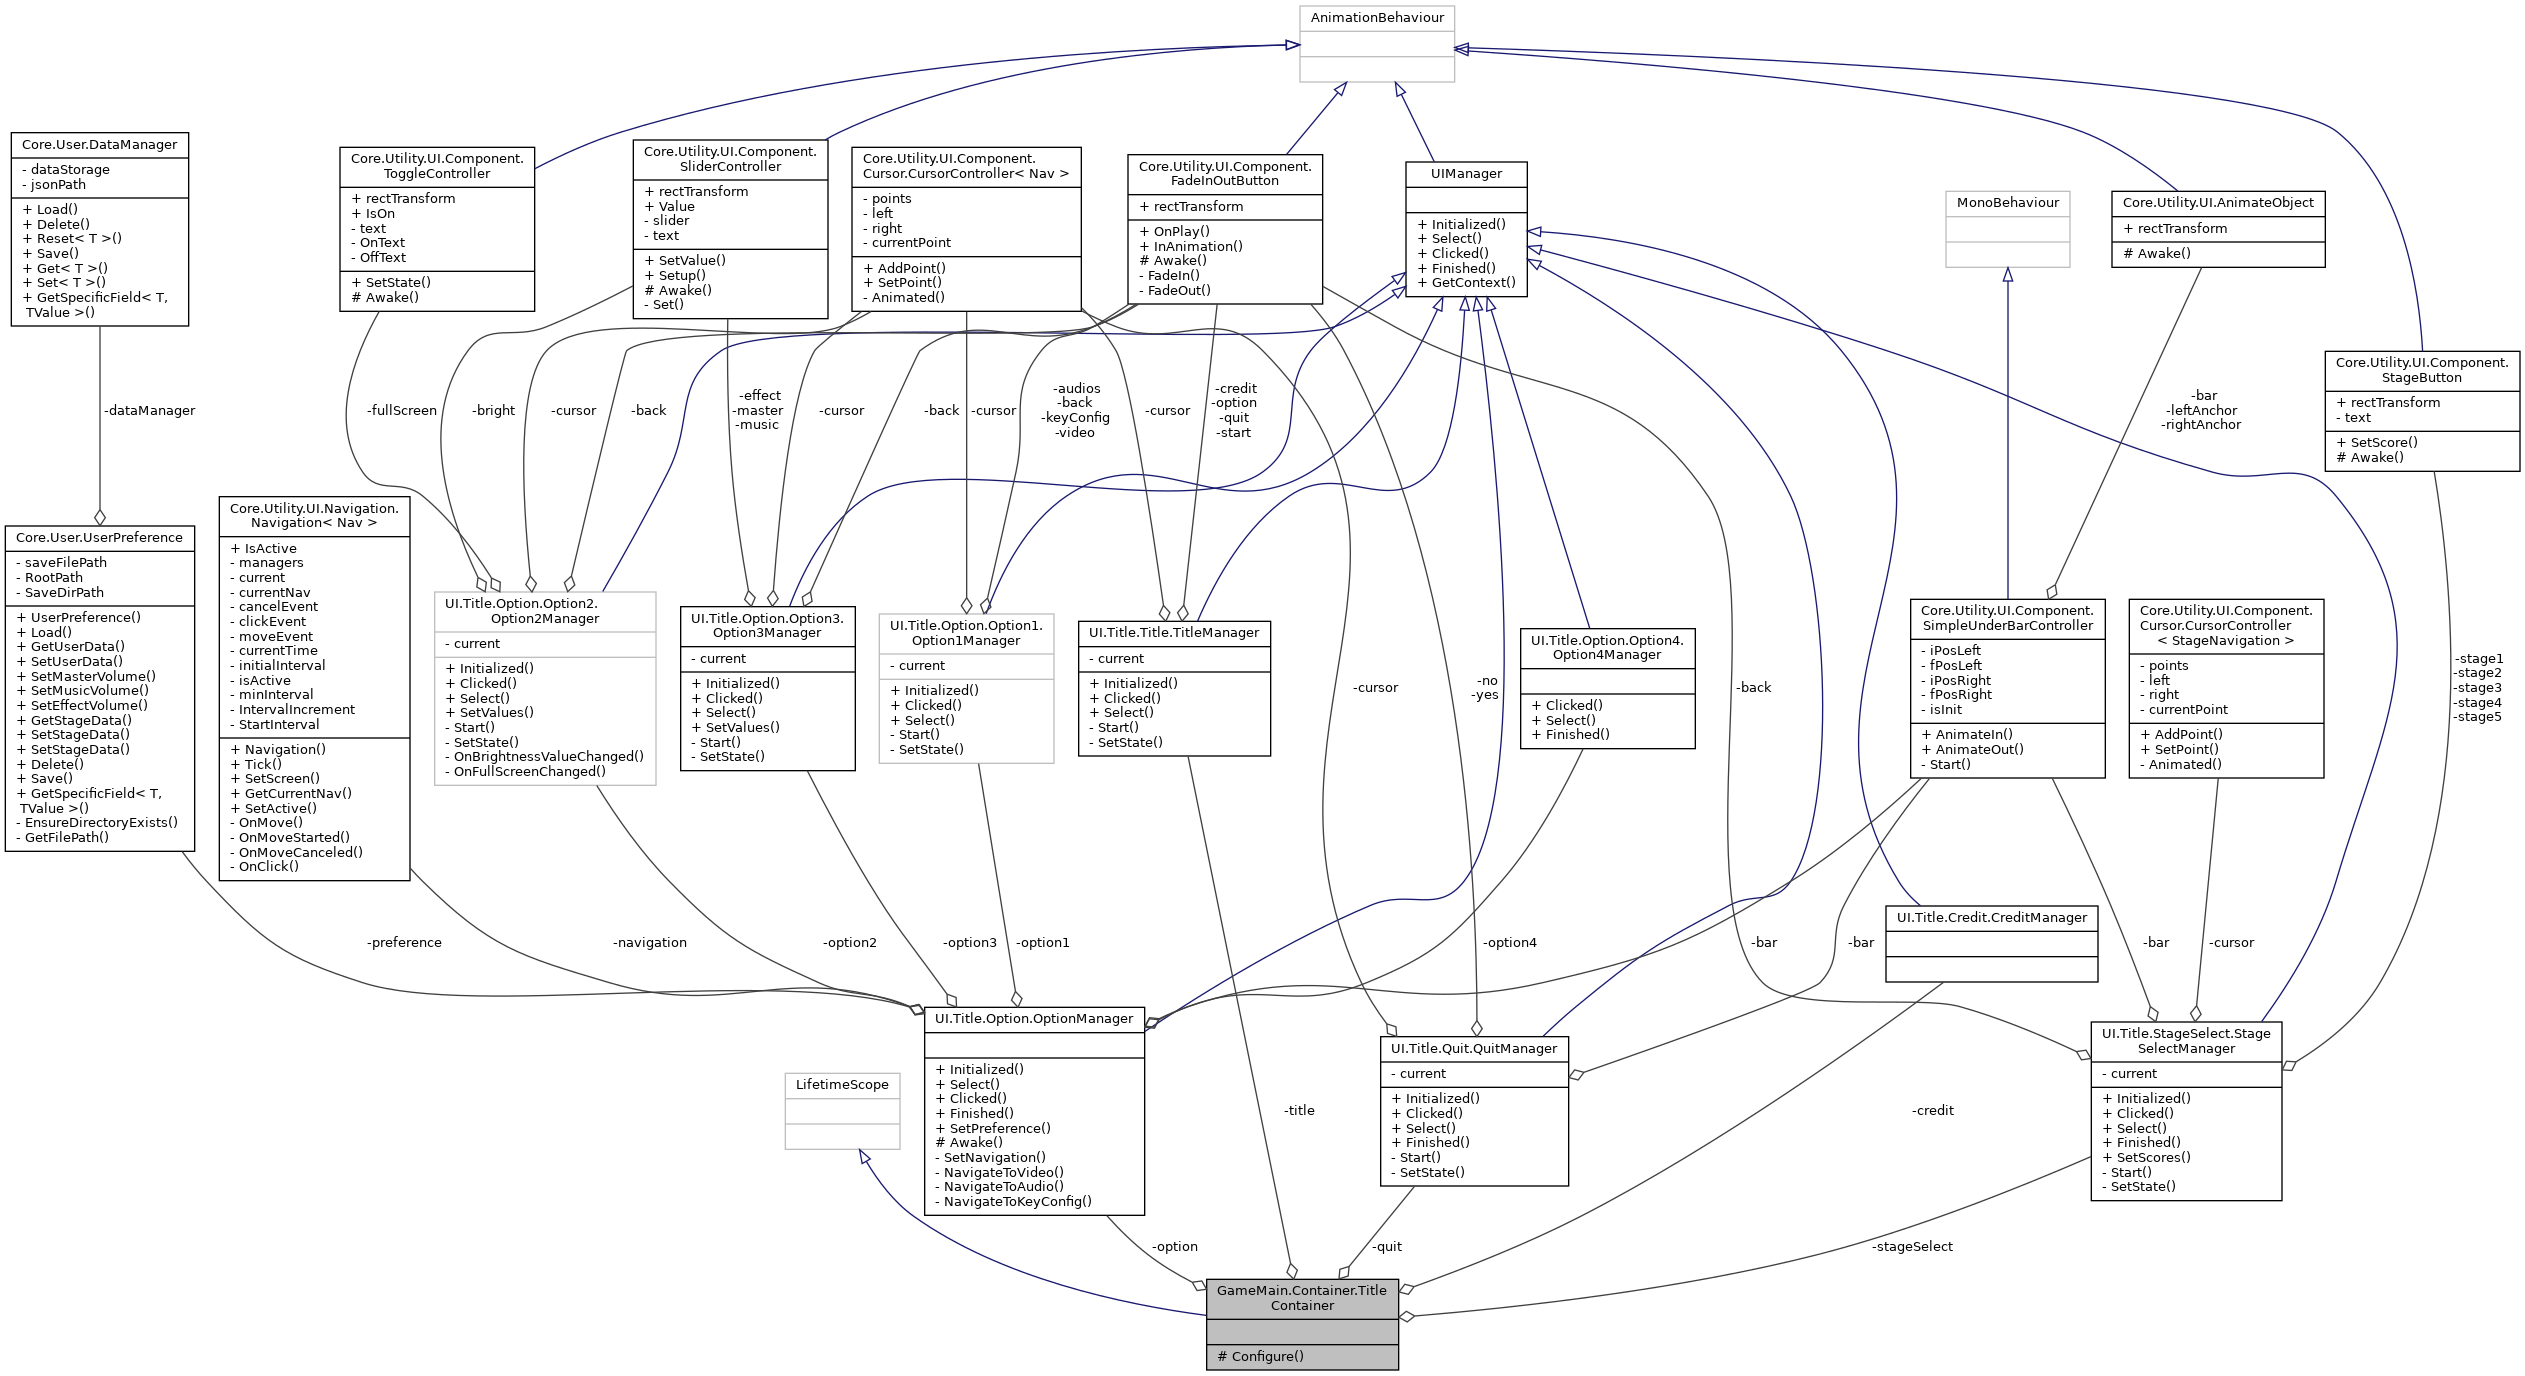 AnimationBehaviour
Core.User.DataManager
- dataStorage
- jsonPath
+ Load()
+ Delete()
+ Reset< T >()
+ Save()
+ Get< T >()
+ Set< T >()
+ GetSpecificField< T,
TValue >()
Core.Utility.UI.Component.
ToggleController
+ rectTransform
+ IsOn
- text
- OnText
- OffText
+ SetState()
# Awake()
Core.Utility.UI.Component.
SliderController
+ rectTransform
+ Value
- slider
- text
+ SetValue()
+ Setup()
# Awake()
- Set()
Core.Utility.UI.Component.
Cursor.CursorController< Nav >
- points
- left
- right
- currentPoint
+ AddPoint()
+ SetPoint()
- Animated()
Core.Utility.UI.Component.
FadeInOutButton
+ rectTransform
+ OnPlay()
+ InAnimation()
# Awake()
- FadeIn()
- FadeOut()
UIManager
+ Initialized()
+ Select()
+ Clicked()
+ Finished()
+ GetContext()
MonoBehaviour
Core.Utility.UI.AnimateObject
+ rectTransform
# Awake()
Core.Utility.UI.Component.
StageButton
+ rectTransform
- text
+ SetScore()
# Awake()
-dataManager
-fullScreen
-bright
-cursor
-back
-effect
-master
-music
-cursor
-back
-cursor
-audios
-back
-keyConfig
-video
-cursor
-credit
-option
-quit
-start
-bar
-leftAnchor
-rightAnchor
Core.User.UserPreference
- saveFilePath
- RootPath
- SaveDirPath
+ UserPreference()
+ Load()
+ GetUserData()
+ SetUserData()
+ SetMasterVolume()
+ SetMusicVolume()
+ SetEffectVolume()
+ GetStageData()
+ SetStageData()
+ SetStageData()
+ Delete()
+ Save()
+ GetSpecificField< T,
TValue >()
- EnsureDirectoryExists()
- GetFilePath()
Core.Utility.UI.Navigation.
Navigation< Nav >
+ IsActive
- managers
- current
- currentNav
- cancelEvent
- clickEvent
- moveEvent
- currentTime
- initialInterval
- isActive
- minInterval
- IntervalIncrement
- StartInterval
+ Navigation()
+ Tick()
+ SetScreen()
+ GetCurrentNav()
+ SetActive()
- OnMove()
- OnMoveStarted()
- OnMoveCanceled()
- OnClick()
UI.Title.Option.Option2.
Option2Manager
- current
+ Initialized()
+ Clicked()
+ Select()
+ SetValues()
- Start()
- SetState()
- OnBrightnessValueChanged()
- OnFullScreenChanged()
UI.Title.Option.Option3.
Option3Manager
- current
+ Initialized()
+ Clicked()
+ Select()
+ SetValues()
- Start()
- SetState()
UI.Title.Option.Option1.
Option1Manager
- current
+ Initialized()
+ Clicked()
+ Select()
- Start()
- SetState()
UI.Title.Title.TitleManager
- current
+ Initialized()
+ Clicked()
+ Select()
- Start()
- SetState()
-cursor
-no
-yes
UI.Title.Option.Option4.
Option4Manager
+ Clicked()
+ Select()
+ Finished()
-back
Core.Utility.UI.Component.
SimpleUnderBarController
- iPosLeft
- fPosLeft
- iPosRight
- fPosRight
- isInit
+ AnimateIn()
+ AnimateOut()
- Start()
Core.Utility.UI.Component.
Cursor.CursorController
< StageNavigation >
- points
- left
- right
- currentPoint
+ AddPoint()
+ SetPoint()
- Animated()
-stage1
-stage2
-stage3
-stage4
-stage5
-preference
-navigation
-option2
-option3
-option1
-option4
-bar
-bar
UI.Title.Credit.CreditManager
-bar
-cursor
LifetimeScope
UI.Title.Option.OptionManager
+ Initialized()
+ Select()
+ Clicked()
+ Finished()
+ SetPreference()
# Awake()
- SetNavigation()
- NavigateToVideo()
- NavigateToAudio()
- NavigateToKeyConfig()
-title
UI.Title.Quit.QuitManager
- current
+ Initialized()
+ Clicked()
+ Select()
+ Finished()
- Start()
- SetState()
-credit
UI.Title.StageSelect.Stage
SelectManager
- current
+ Initialized()
+ Clicked()
+ Select()
+ Finished()
+ SetScores()
- Start()
- SetState()
-option
-quit
-stageSelect
GameMain.Container.Title
Container
# Configure()